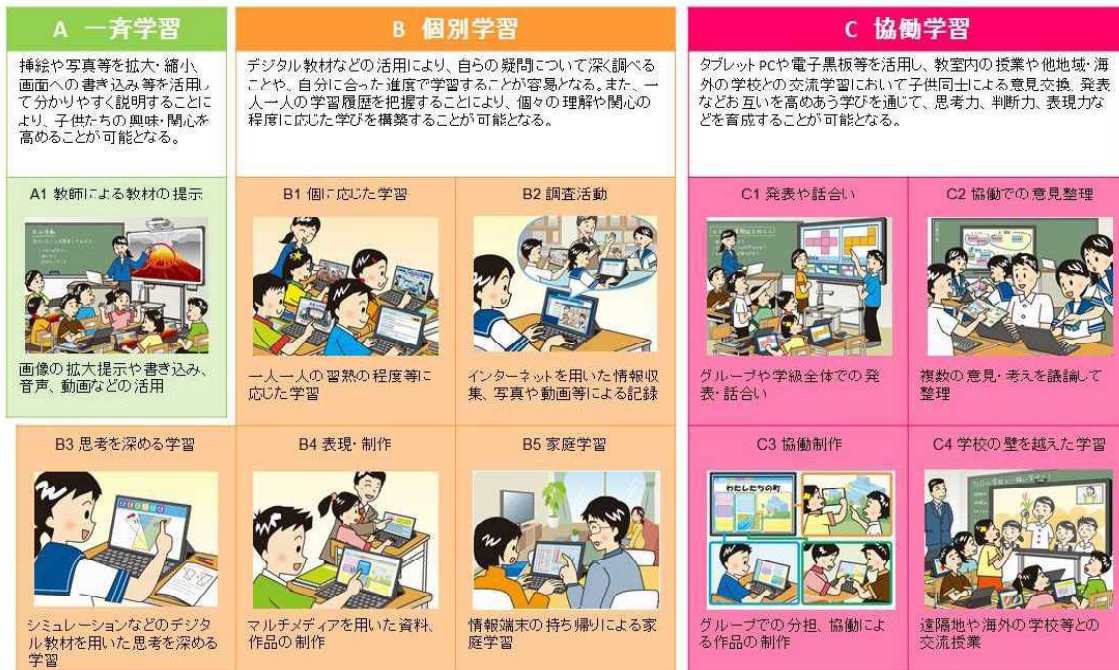 A 一斉学習
挿絵や写真等を拡大・縮小、
画面への書き込み等を活用し
て分かりやすく説明することに
より、子供たちの興味・関心を
高めることが可能となる。
B 個別学習
デジタル教材などの活用により、自らの疑問について深く調べる
ことや、自分に合った進度で学習することが容易となる。また、一
人一人の学習履歴を把握することにより、個々の理解や関心の
程度に応じた学びを構築することが可能となる。
C 協働学習
タブレットPCや電子黒板等を活用し、教室内の授業や他地域・海
外の学校との交流学習において子供同士による意見交換、発表
などお互いを高めあう学びを通じて、思考力、判断力、表現力な
どを育成することが可能となる。
A1 教師による教材の提示
画像の拡大提示や書き込み、
音声、動画などの活用
B1 個に応じた学習
一人一人の習熟の程度等に
応じた学習
B2 調査活動
インターネットを用いた情報収
集、写真や動画等による記録
C1 発表や話合い
グループや学級全体での発
表・話合い
C2 協働での意見整理
複数の意見・考えを議論して
整理
B3 思考を深める学習
シミュレーションなどのデジ
タル教材を用いた思考を深める
学習
B4 表現・制作
マルチメディアを用いた資料、
作品の制作
B5 家庭学習
情報端末の持ち帰りによる家
庭学習
C3 協働制作
わたしたちの町
グループでの分担、協働によ
る作品の制作
C4 学校の壁を越えた学習
遠隔地や海外の学校等との
交流授業